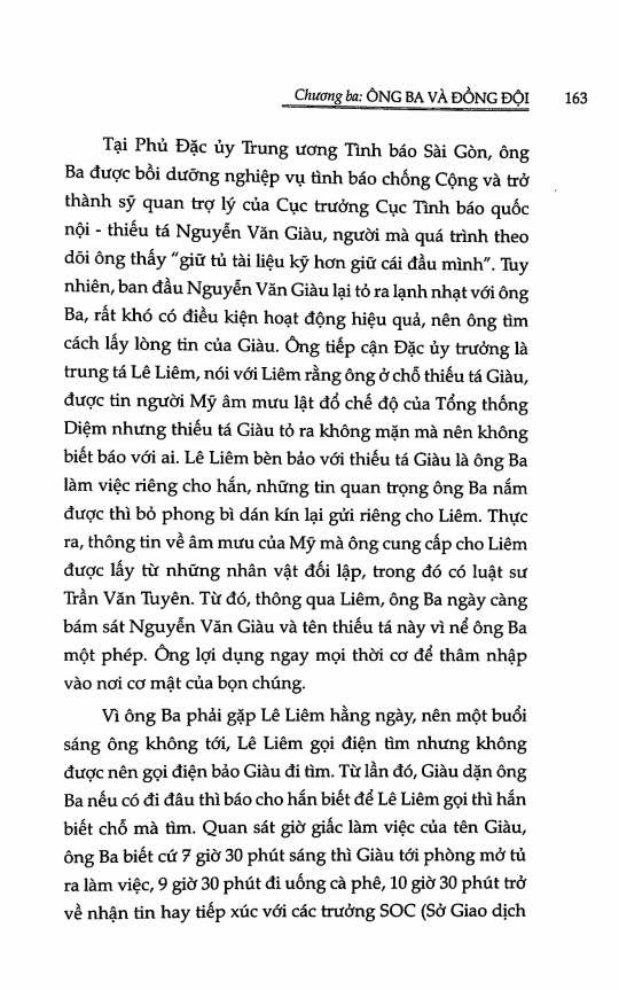 Chương ba: ÔNG BA VÀ ĐỒNG ĐỘI 163
Tại Phủ Đặc ủy Trung ương Tình báo Sài Gòn, ông
Ba được bồi dưỡng nghiệp vụ tình báo chống Cộng và trở
thành sỹ quan trợ lý của Cục trưởng Cục Tình báo quốc
nội - thiếu tá Nguyễn Văn Giàu, người mà quá trình theo
dõi ông thấy "giữ tủ tài liệu kỹ hơn giữ cái đầu mình". Tuy
nhiên, ban đầu Nguyễn Văn Giàu lại tỏ ra lạnh nhạt với ông
Ba, rất khó có điều kiện hoạt động hiệu quả, nên ông tìm
cách lấy lòng tin của Giàu. Ông tiếp cận Đặc ủy trưởng là
trung tá Lê Liêm, nói với Liêm rằng ông ở chỗ thiếu tá Giàu,
được tin người Mỹ âm mưu lật đổ chế độ của Tổng thống
Diệm nhưng thiếu tá Giàu tỏ ra không mặn mà nên không
biết báo với ai. Lê Liêm bèn bảo với thiếu tá Giàu là ông Ba
làm việc riêng cho hắn, những tin quan trọng ông Ba nắm
được thì bỏ phong bì dán kín lại gửi riêng cho Liêm. Thực
ra, thông tin về âm mưu của Mỹ mà ông cung cấp cho Liêm
được lấy từ những nhân vật đối lập, trong đó có luật sư
Trần Văn Tuyên. Từ đó, thông qua Liêm, ông Ba ngày càng
bám sát Nguyễn Văn Giàu và tên thiếu tá này vì nể ông Ba
một phép. Ông lợi dụng ngay mọi thời cơ để thâm nhập
vào nơi cơ mật của bọn chúng.
Vì ông Ba phải gặp Lê Liêm hằng ngày, nên một buổi
sáng ông không tới, Lê Liêm gọi điện tìm nhưng không
được nên gọi điện bảo Giàu đi tìm. Từ lần đó, Giàu dặn ông
Ba nếu có đi đâu thì báo cho hắn biết để Lê Liêm gọi thì hắn
biết chỗ mà tìm. Quan sát giờ giấc làm việc của tên Giàu,
ông Ba biết cứ 7 giờ 30 phút sáng thì Giàu tới phòng mở tủ
ra làm việc, 9 giờ 30 phút đi uống cà phê, 10 giờ 30 phút trở
về nhận tin hay tiếp xúc với các trưởng SOC (Sở Giao dịch